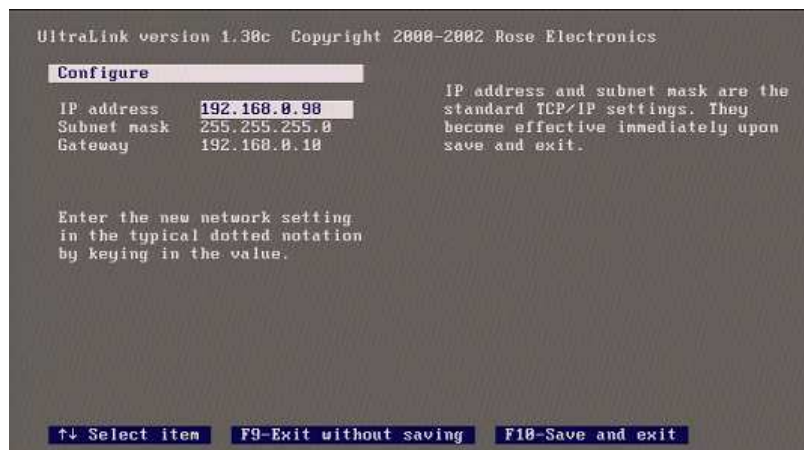 UltraLink version 1.30c Copyright 2000-2002 Rose Electronics
Configure
IP address 192.168.0.98
Subnet mask 255.255.255.0
Gateway 192.168.0.10
IP address and subnet mask are the
standard TCP/IP settings. They
become effective immediately upon
save and exit.
Enter the new network setting
in the typical dotted notation
by keying in the value.
↑↓ Select item F9-Exit without saving F10-Save and exit